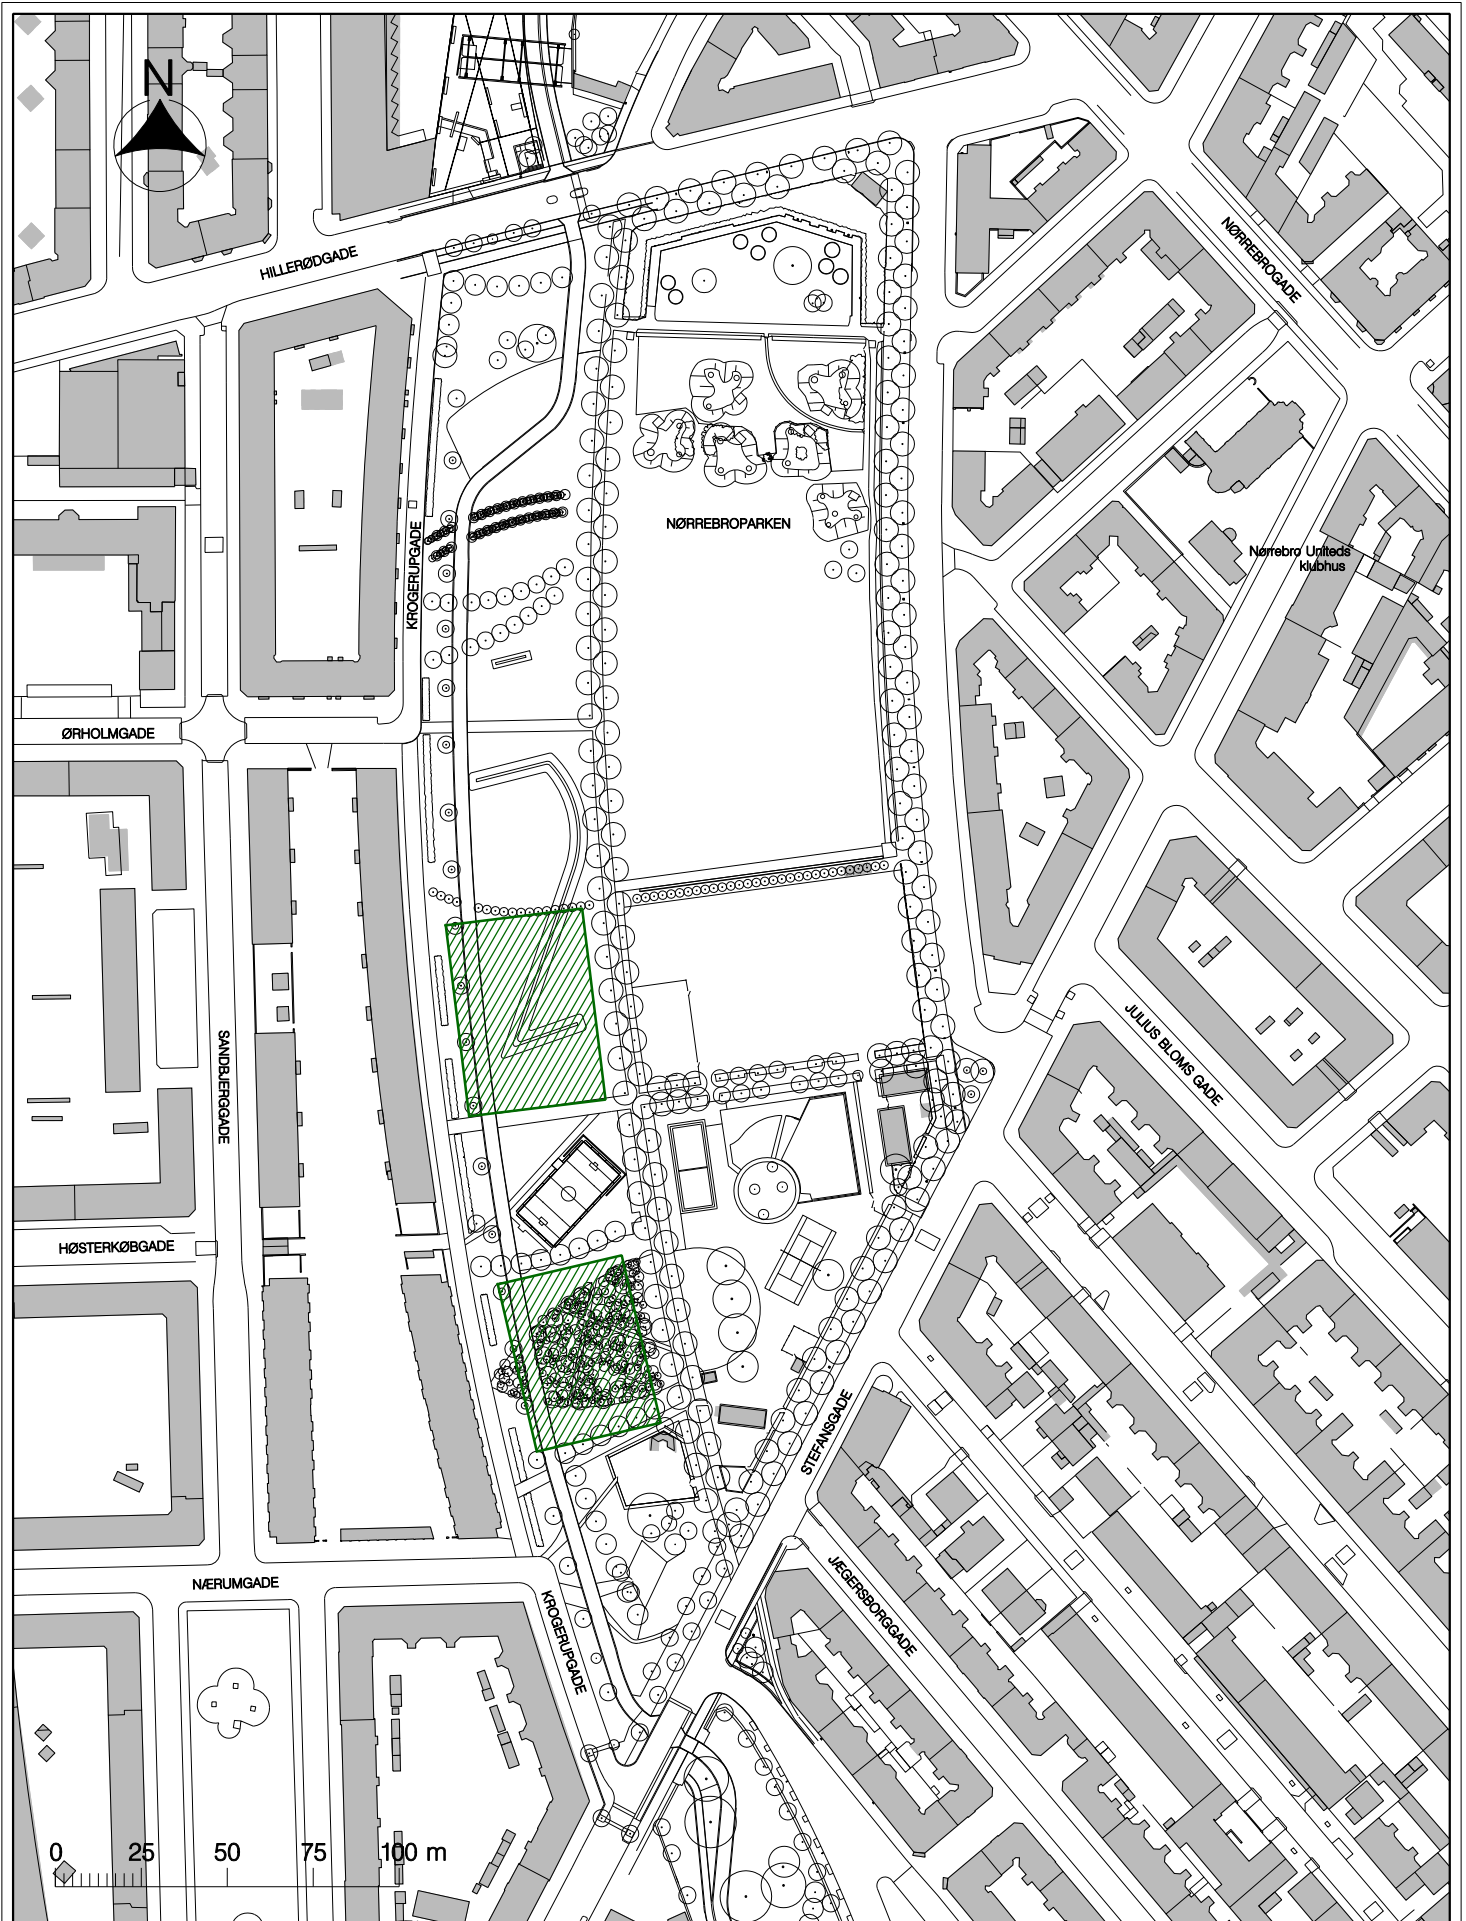 N
HILLERØDGADE
NØRREBROGADE
NØRREBROPARKEN
KROGERUPGADE
Nørrebro Uniteds
klubhus
ØRHOLMGADE
SANDBJERGGADE
JULIUS BLOMS GADE
HØSTERKØBGADE
STEFANSGADE
NÆRUMGADE
KROGERUPGADE
JÆGERSBORGGADE
0 25 50 75 100 m